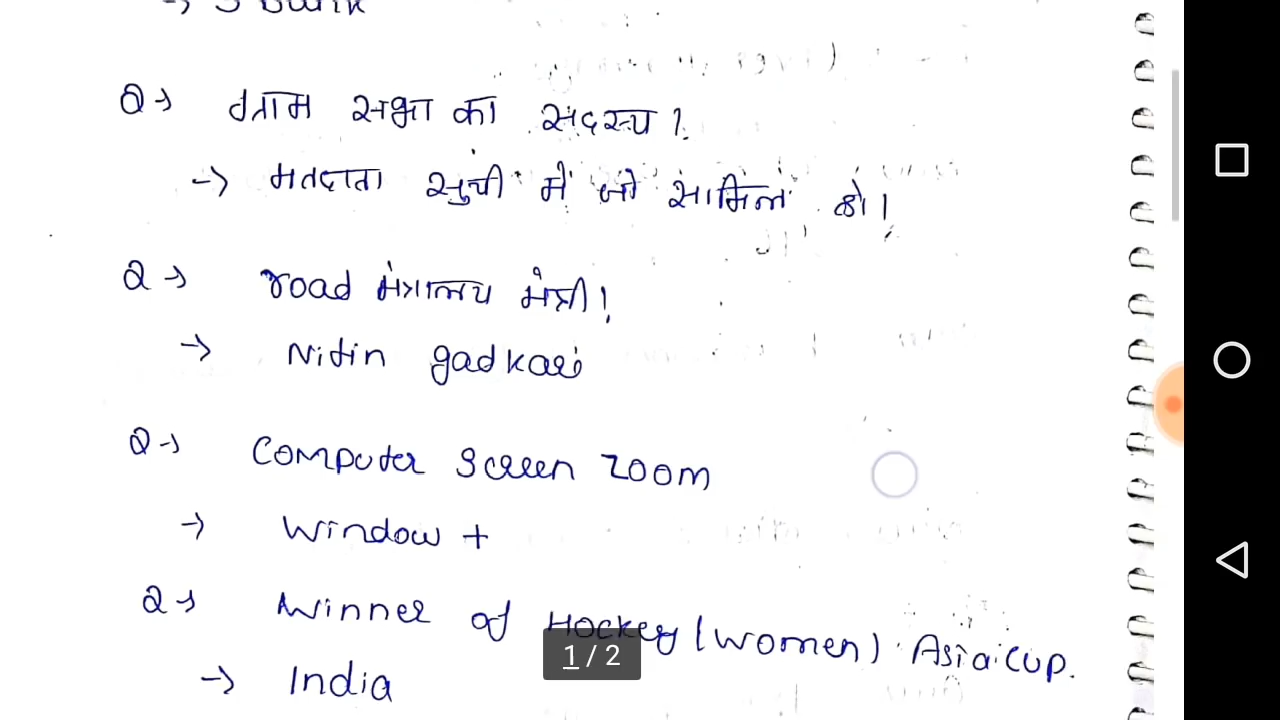 Q→ ग्राम सभा का सदस्य ।
→ मतदाता सुची में जो सामिल हो ।
Q→ road मंत्रालय मंत्री ।
→ Nitin gadkari
Q→ Computer Screen Zoom
→ Window +
Q→ Winner of Hockey (Women) Asia Cup.
1 / 2
→ India